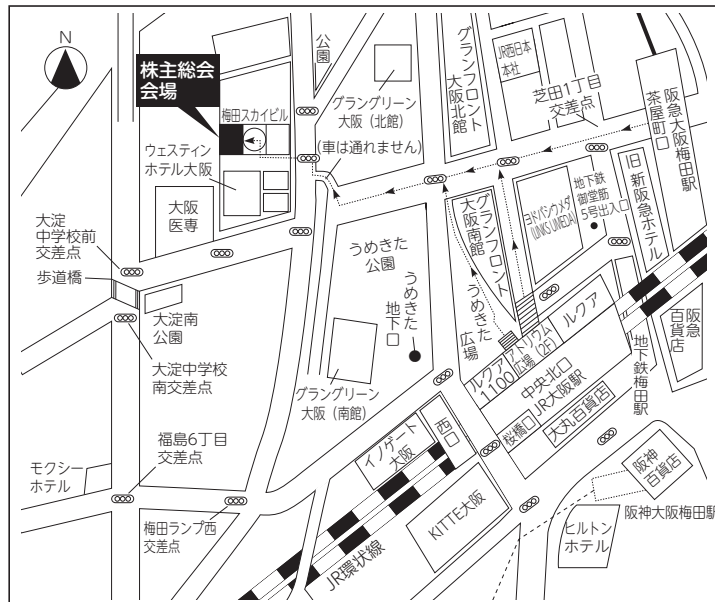 N
株主総会
会場
公園
梅田スカイビル
ウェスティン
ホテル大阪
大阪
医専
グラングリーン
大阪（北館）
(車は通れません)
グランフロント
大阪北館
JR西日本
本社
芝田1丁目
交差点
阪急大阪梅田駅
茶屋町口
旧
新阪急ホテル
地下鉄
御堂筋
5号出入口
ヨドバシウメダ
(LINKS UMEDA)
グランフロント
大阪南館
大淀
中学校前
交差点
歩道橋
大淀南
公園
大淀中学校
南交差点
うめきた
公園
うめきた
地下口
うめきた
広場
グラングリーン
大阪（南館）
ルクア
1100
アトリウム
広場（2F）
ルクア
中央北口
JR大阪駅
桜橋口
大丸百貨店
地下鉄梅田駅
阪急
百貨店
福島6丁目
交差点
モクシー
ホテル
梅田ランプ西
交差点
イノゲート
大阪
西口
KITTE大阪
JR環状線
阪神
百貨店
阪神大阪梅田駅
ヒルトン
ホテル